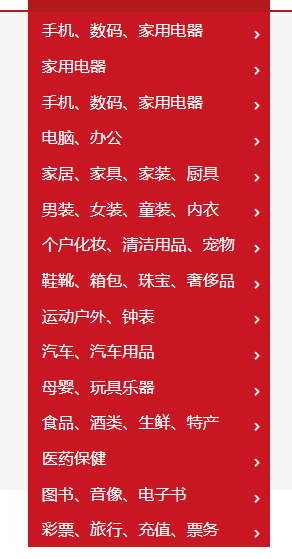 手机、数码、家用电器
家用电器
手机、数码、家用电器
电脑、办公
家居、家具、家装、厨具
男装、女装、童装、内衣
个户化妆、清洁用品、宠物
鞋靴、箱包、珠宝、奢侈品
运动户外、钟表
汽车、汽车用品
母婴、玩具乐器
食品、酒类、生鲜、特产
医药保健
图书、音像、电子书
彩票、旅行、充值、票务